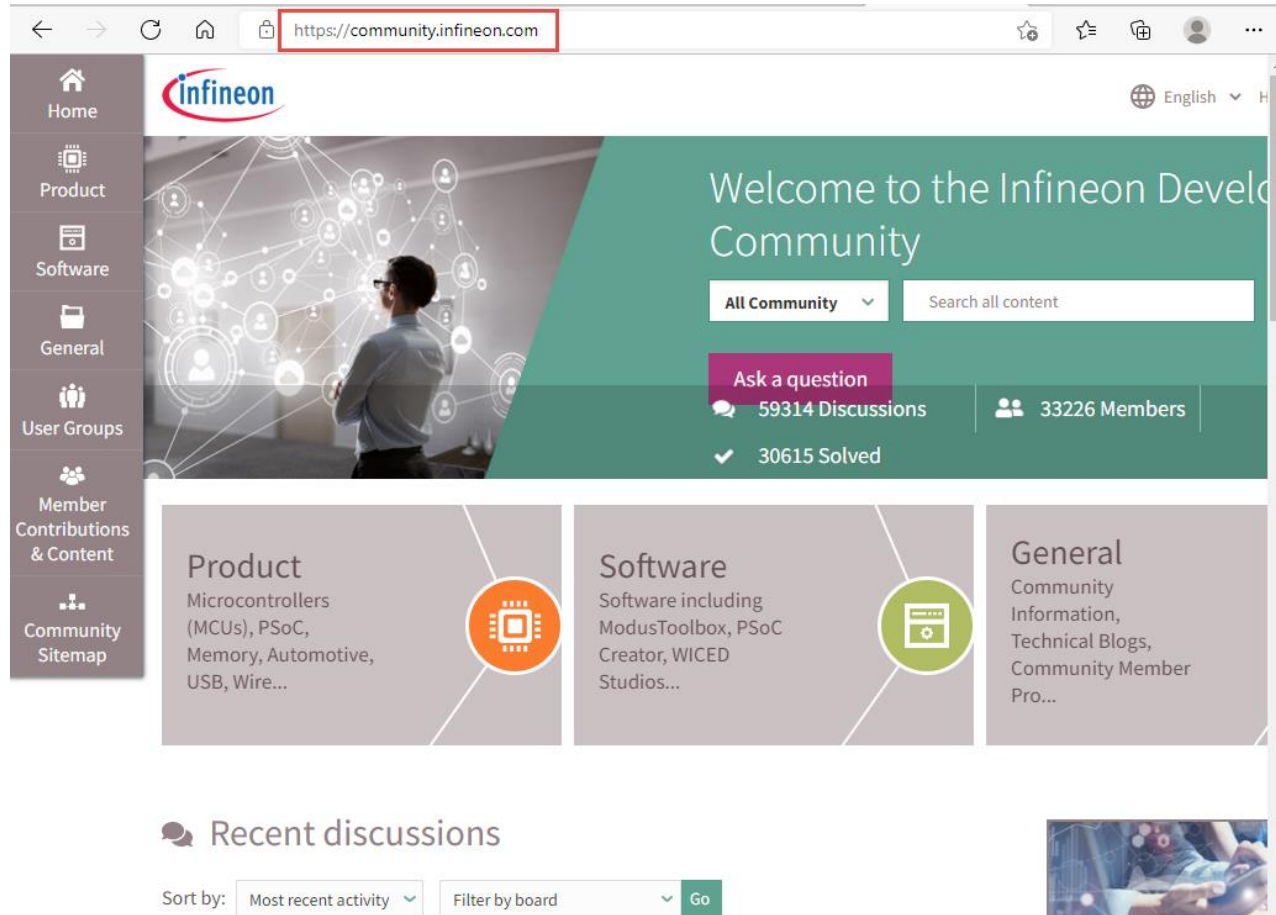 https://community.infineon.com
Home
Product
Software
General
User Groups
Member
Contributions
& Content
Community
Sitemap
infineon
English
Welcome to the Infineon
Community
All Community
Search all content
Ask a question
59314 Discussions
33226 Members
30615 Solved
Product
Microcontrollers
(MCUs), PSoC,
Memory, Automotive,
USB, Wire...
Software
Software including
ModusToolbox, PSoC
Creator, WICED
Studios...
General
Community
Information,
Technical Blogs,
Community Member
Pro...
Recent discussions
Sort by: Most recent activity Filter by board Go